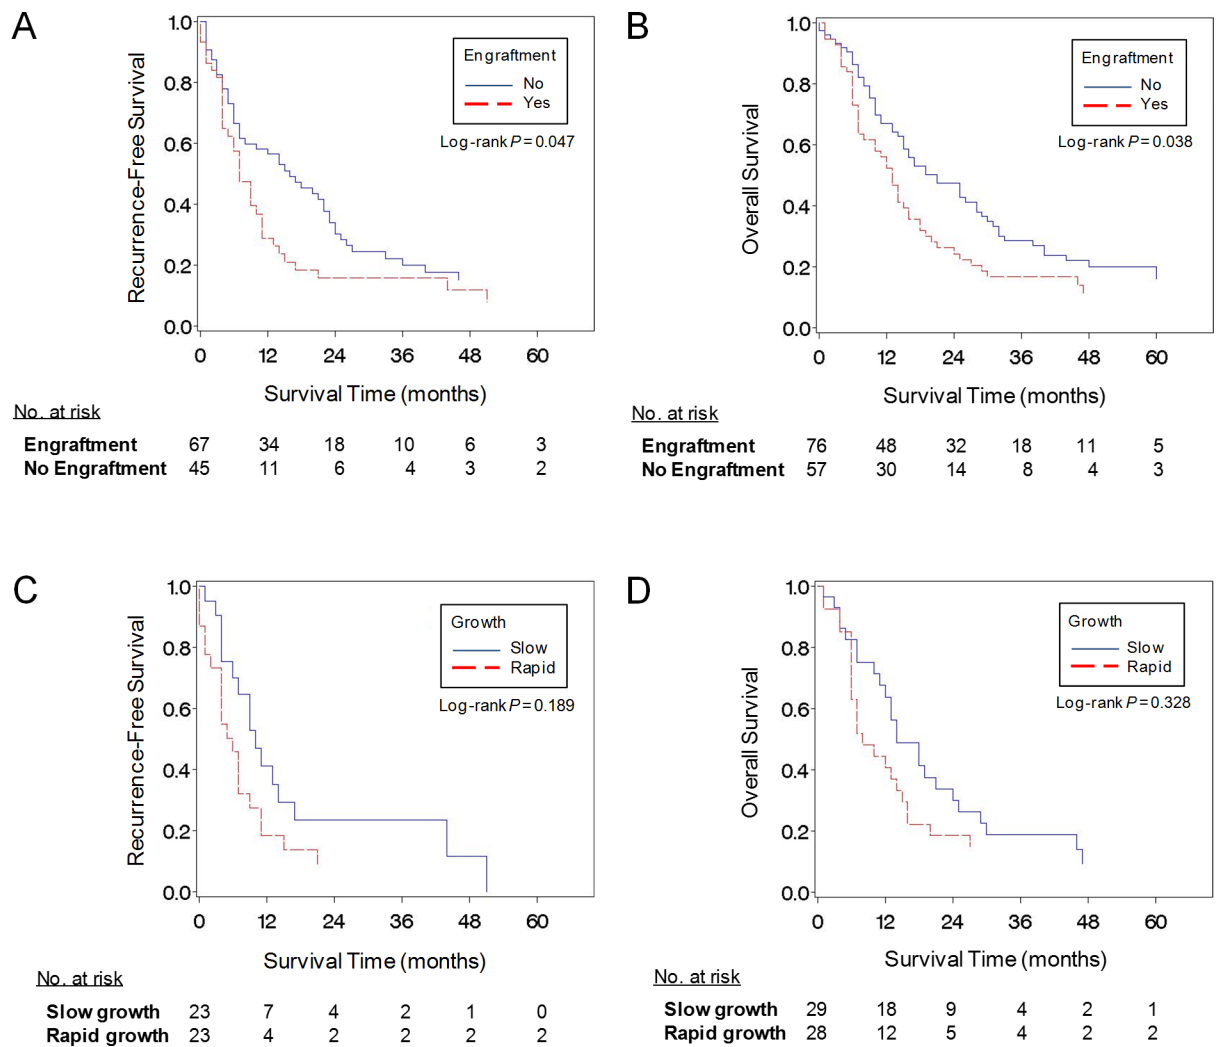 A
Recurrence-Free Survival
1.0
0.8
0.6
0.4
0.2
0.0
Engraftment
No
Yes
Log-rank P = 0.047
0 12 24 36 48 60
Survival Time (months)
No. at risk
Engraftment 67 34 18 10 6 3
No Engraftment 45 11 6 4 3 2
B
Overall Survival
1.0
0.8
0.6
0.4
0.2
0.0
Engraftment
No
Yes
Log-rank P = 0.038
0 12 24 36 48 60
Survival Time (months)
No. at risk
Engraftment 76 48 32 18 11 5
No Engraftment 57 30 14 8 4 3
C
Recurrence-Free Survival
1.0
0.8
0.6
0.4
0.2
0.0
Growth
Slow
Rapid
Log-rank P = 0.189
0 12 24 36 48 60
Survival Time (months)
No. at risk
Slow growth 23 7 4 2 1 0
Rapid growth 23 4 2 2 2 2
D
Overall Survival
1.0
0.8
0.6
0.4
0.2
0.0
Growth
Slow
Rapid
Log-rank P = 0.328
0 12 24 36 48 60
Survival Time (months)
No. at risk
Slow growth 29 18 9 4 2 1
Rapid growth 28 12 5 4 2 2